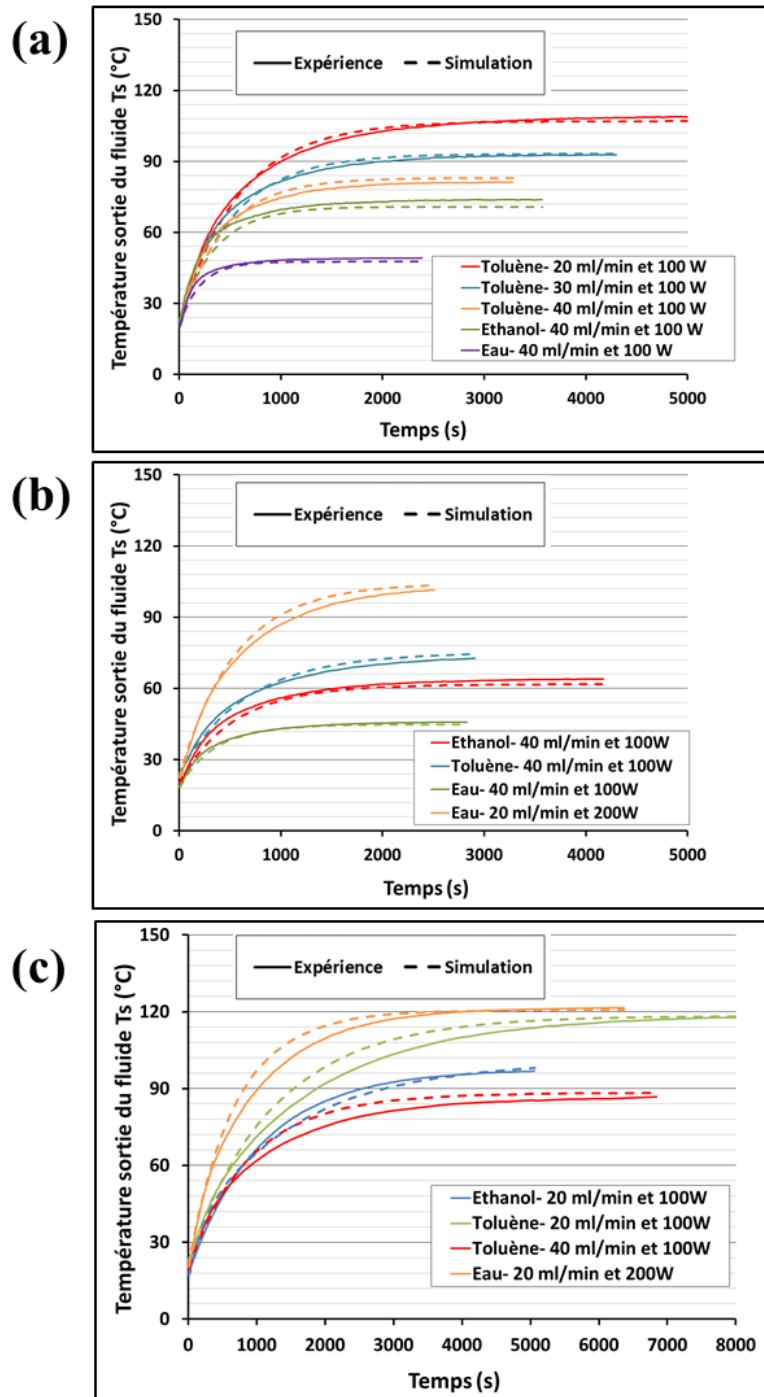 (a)
Température sortie du fluide Ts (°C)
150
120
90
60
30
0
Expérience
Simulation
Toluène- 20 ml/min et 100 W
Toluène- 30 ml/min et 100 W
Toluène- 40 ml/min et 100 W
Ethanol- 40 ml/min et 100 W
Eau- 40 ml/min et 100 W
0 1000 2000 3000 4000 5000
Temps (s)
(b)
Température sortie du fluide Ts (°C)
150
120
90
60
30
0
Expérience
Simulation
Ethanol- 40 ml/min et 100W
Toluène- 40 ml/min et 100W
Eau- 40 ml/min et 100W
Eau- 20 ml/min et 200W
0 1000 2000 3000 4000 5000
Temps (s)
(c)
Température sortie du fluide Ts (°C)
150
120
90
60
30
0
Expérience
Simulation
Ethanol- 20 ml/min et 100W
Toluène- 20 ml/min et 100W
Toluène- 40 ml/min et 100W
Eau- 20 ml/min et 200W
0 1000 2000 3000 4000 5000 6000 7000 8000
Temps (s)